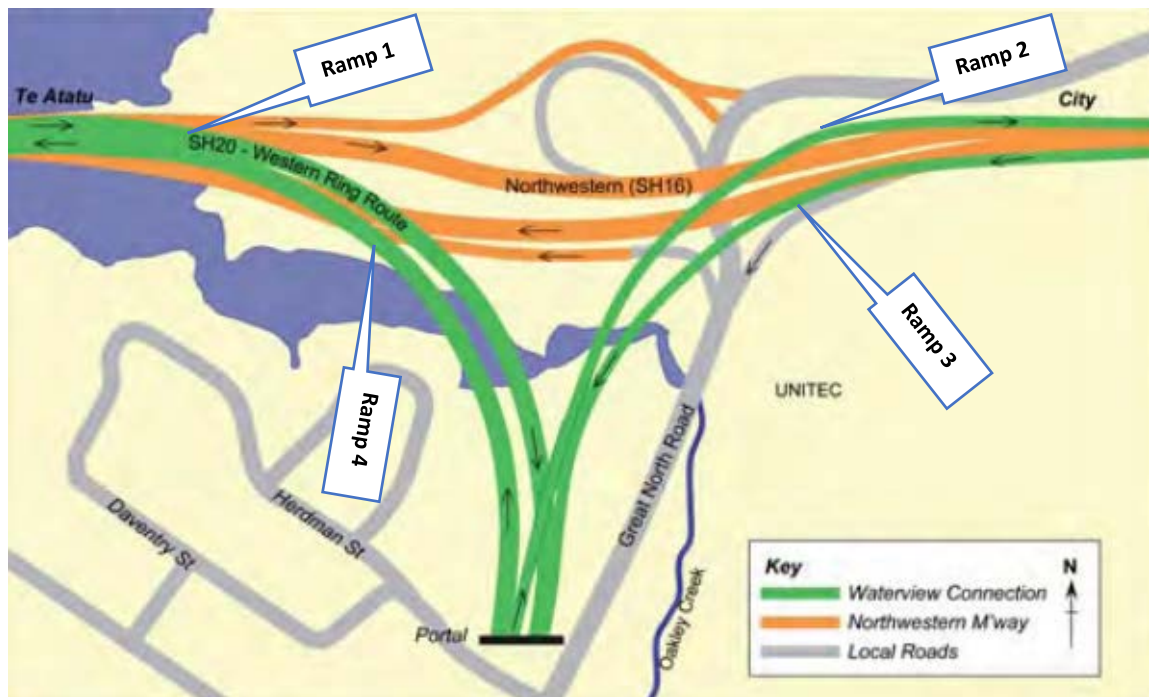 Ramp 1
Ramp 2
Te Atatu
City
SH20 - Western Ring Route
Northwestern (SH16)
Ramp 3
UNITEC
Ramp 4
Great North Road
Herdman St
Daventry St
Oakley Creek
Portal
Key
N
Waterview Connection
Northwestern M'way
Local Roads